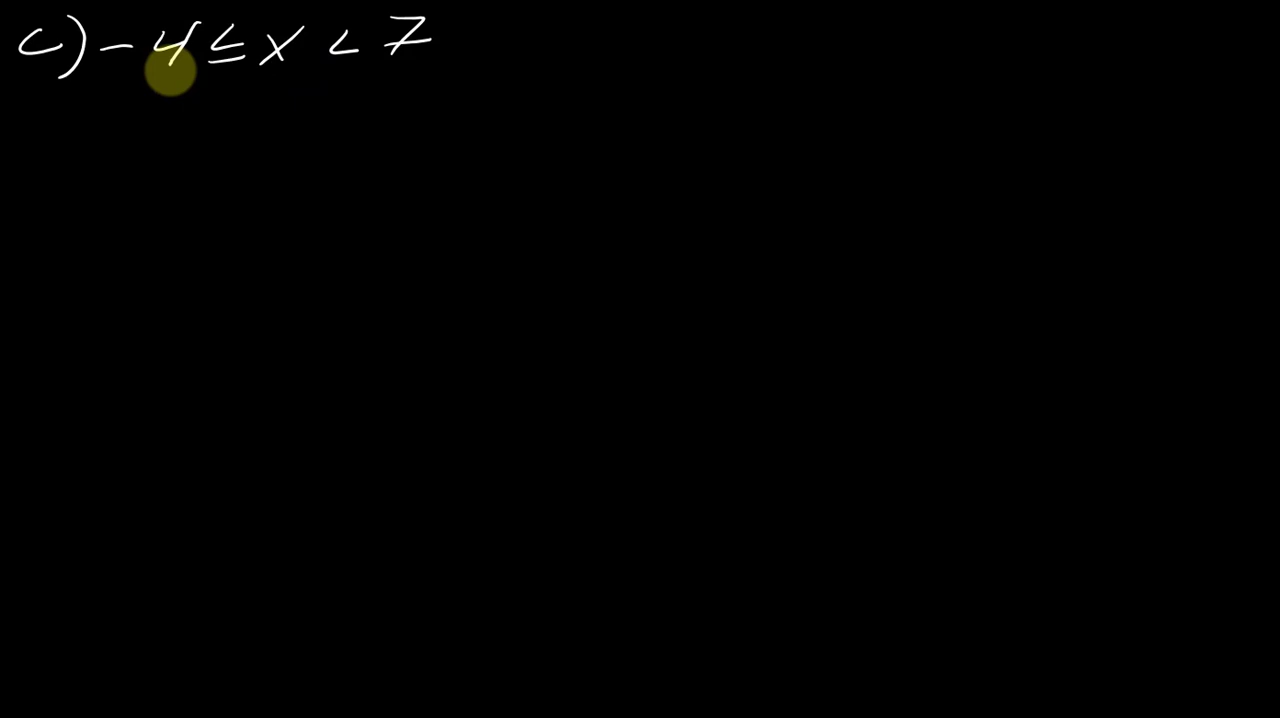 c) -4 ≤ x < 7